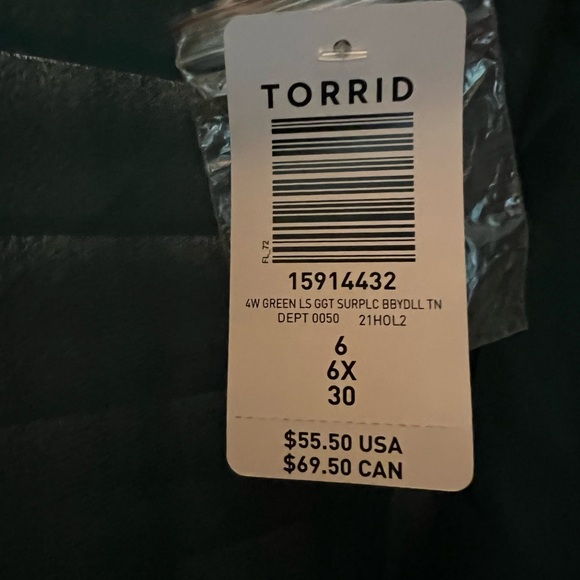 TORRID
FL_72
15914432
4W GREEN LS GGT SURPLC BBYDLL TN
DEPT 0050 21HOL2
6
6X
30
$55.50 USA
$69.50 CAN